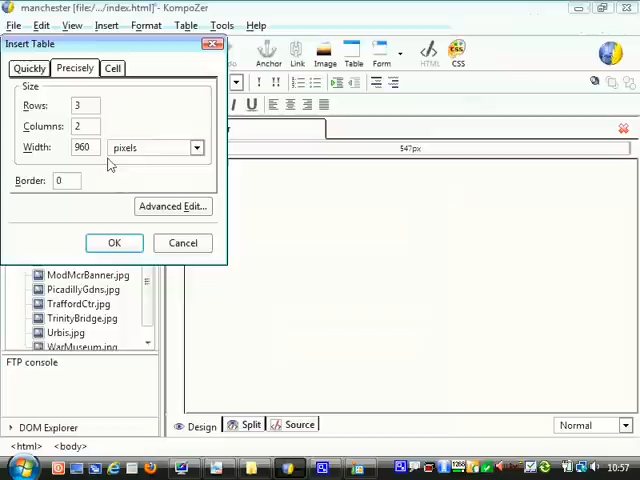 manchester [file:/.../index.html]*- KompoZer
File Edit View Insert Format Table Tools Help
Insert Table
Quickly Precisely Cell
Anchor Link Image Table Form HTML CSS
Size
Rows: 3
Columns: 2
Width: 960 pixels
547px
Border: 0
Advanced Edit...
OK Cancel
ModMcrBanner.jpg
PicadillyGdns.jpg
TraffordCtr.jpg
TrinityBridge.jpg
Urbis.jpg
WarMuseum.jpg
FTP console
DOM Explorer
Design Split Source Normal
<html> <body>
10:57